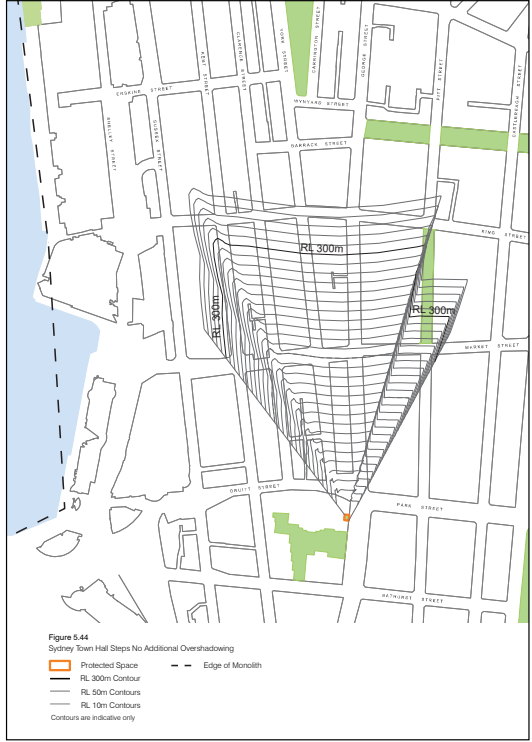 YORK STREET
CARRINGTON STREET
GEORGE STREET
KENT STREET
CLARENCE STREET
PITT STREET
CASTLEREAGH STREET
ERSKINE STREET
WYNYARD STREET
SHELLEY STREET
SUSSEX STREET
BARRACK STREET
KING STREET
RL 300m
RL 300m
RL 300m
MARKET STREET
DRUITT STREET
PARK STREET
BATHURST STREET
Figure 5.44
Sydney Town Hall Steps No Additional Overshadowing
Protected Space
Edge of Monolith
RL 300m Contour
RL 50m Contours
RL 10m Contours
Contours are indicative only